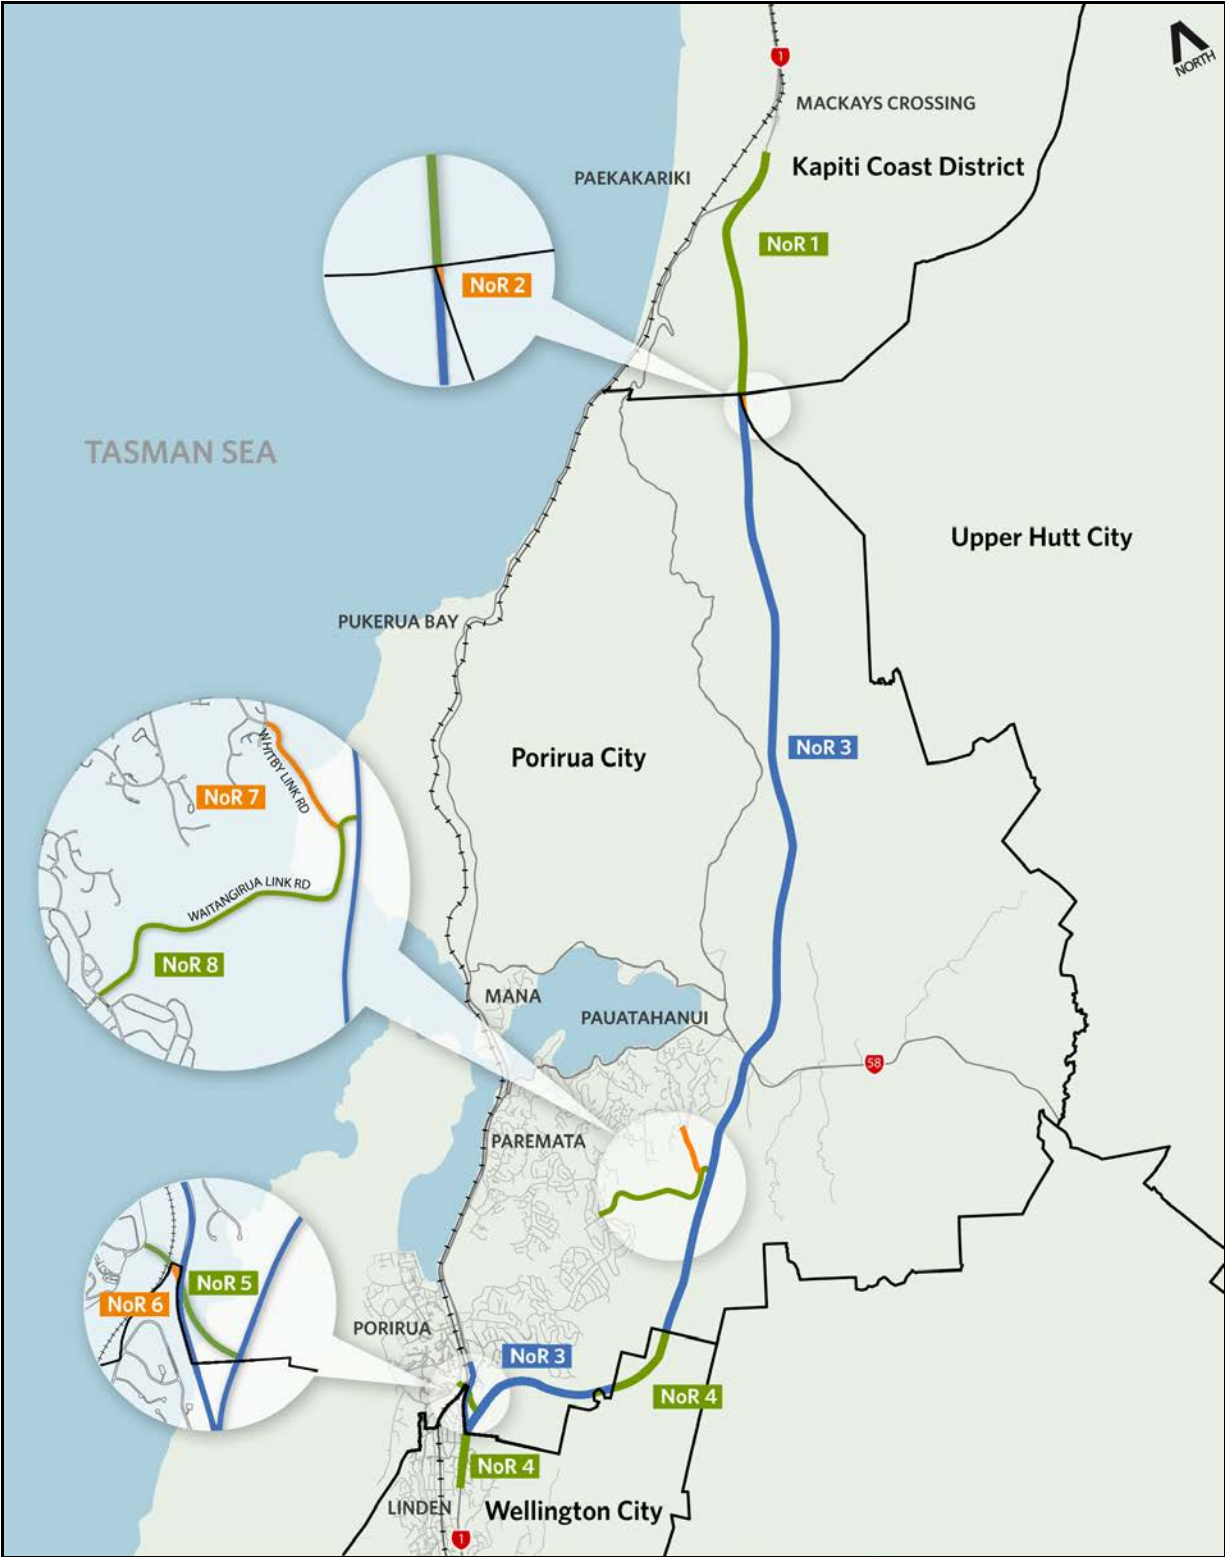 1
NORTH
MACKAYS CROSSING
Kapiti Coast District
PAEKAKARIKI
NoR 1
NoR 2
TASMAN SEA
Upper Hutt City
PUKERUA BAY
NoR 3
Porirua City
WHITBY LINK RD
NoR 7
WAITANGIRUA LINK RD
NoR 8
MANA
PAUATAHANUI
58
PAREMATA
NoR 5
NoR 6
PORIRUA
NoR 3
NoR 4
NoR 4
LINDEN
Wellington City
1